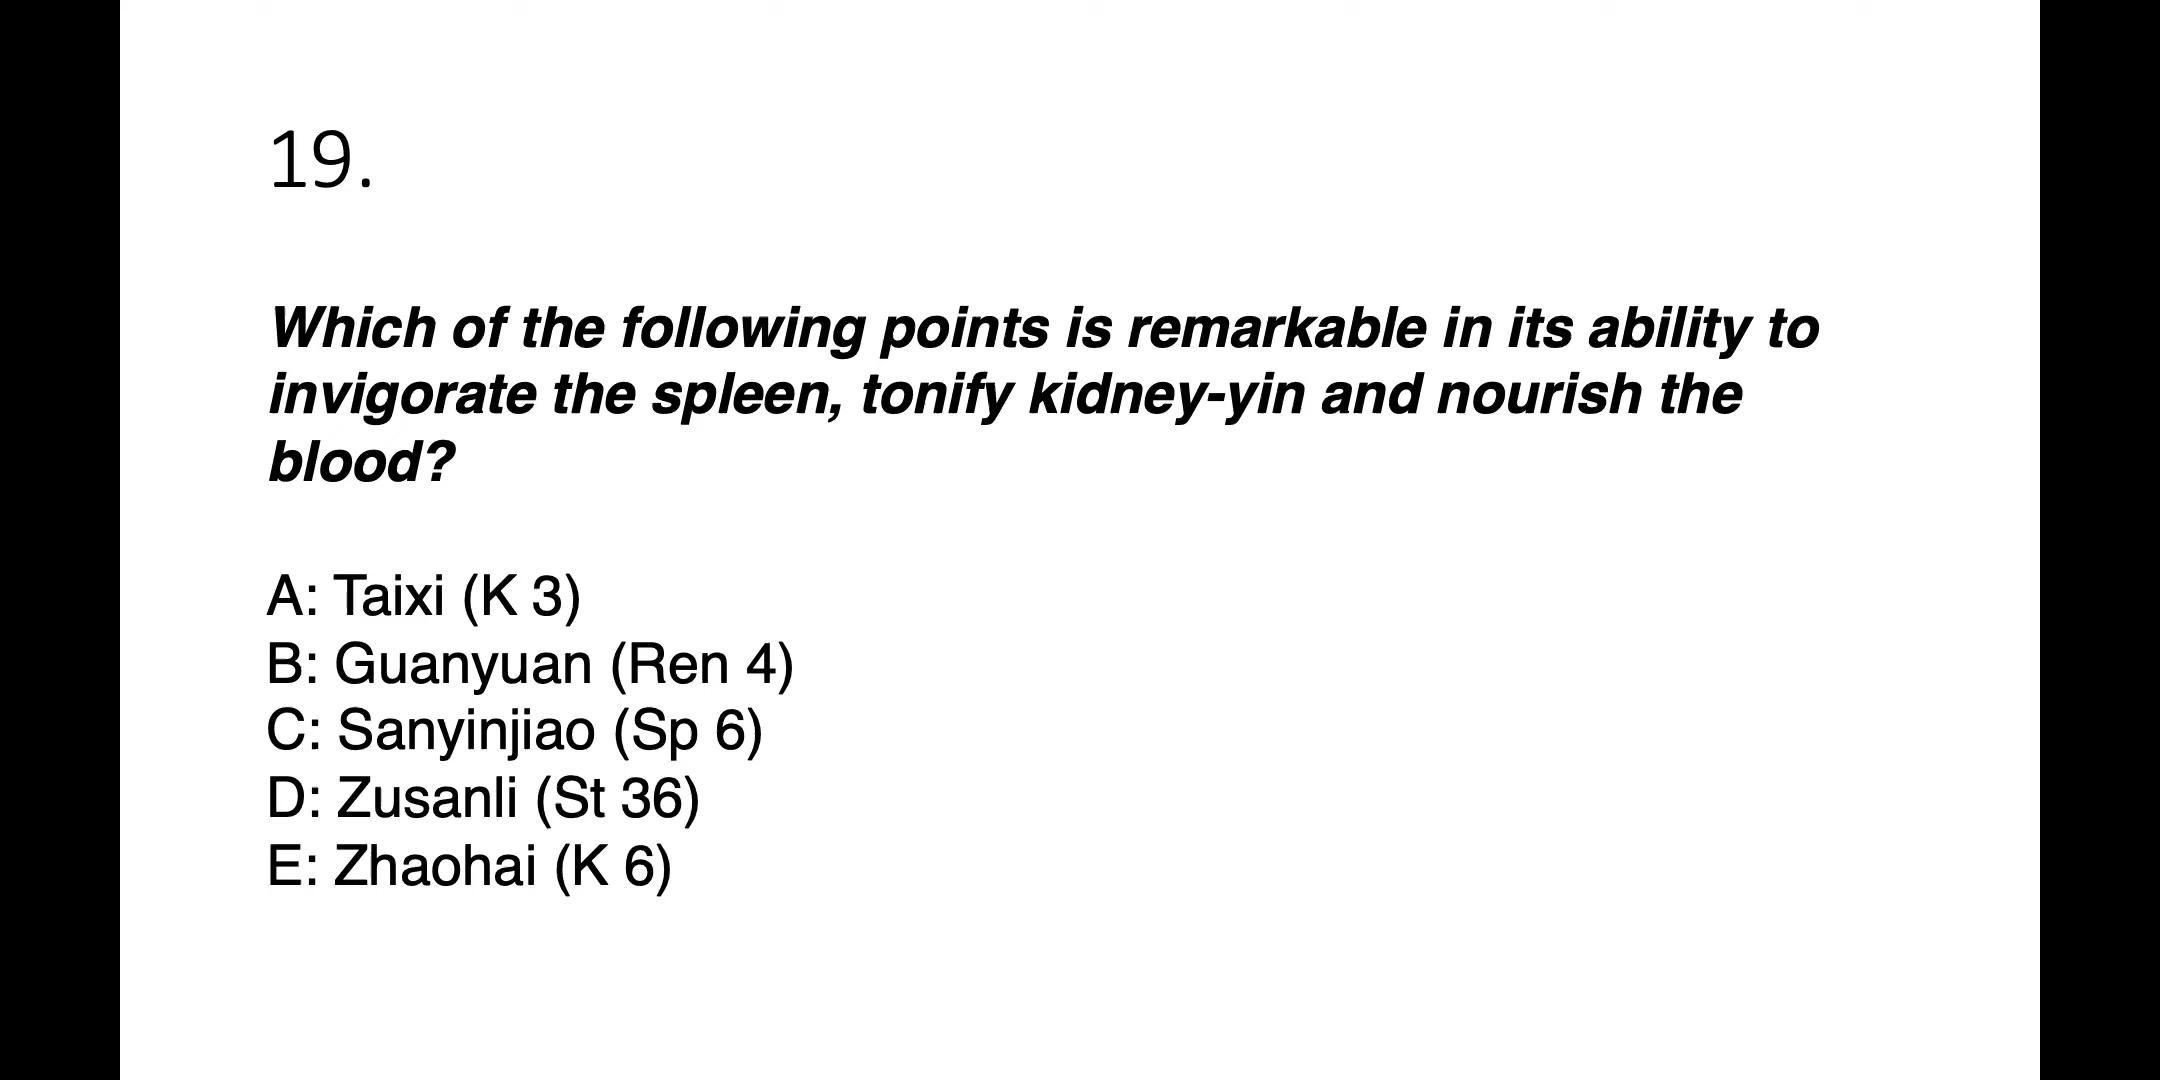 19.
Which of the following points is remarkable in its ability to
invigorate the spleen, tonify kidney-yin and nourish the
blood?
A: Taixi (K 3)
B: Guanyuan (Ren 4)
C: Sanyinjiao (Sp 6)
D: Zusanli (St 36)
E: Zhaohai (K 6)